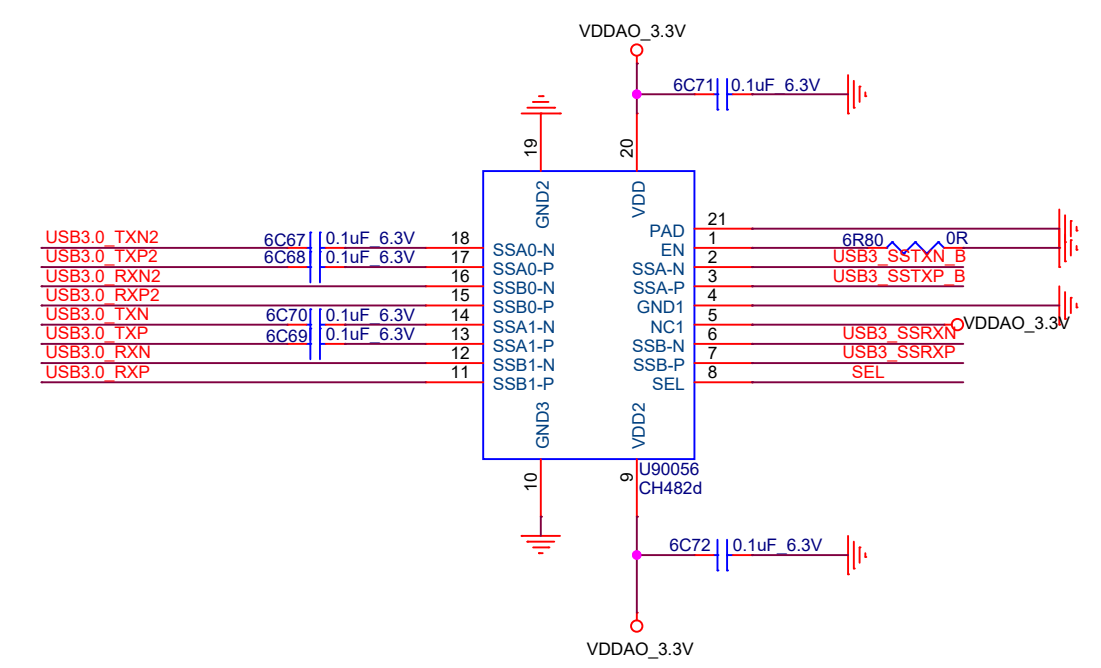 VDDAO_3.3V
6C71 0.1uF_6.3V
19
20
GND2
VDD
PAD 21
USB3.0_TXN2 6C67 0.1uF_6.3V 18 SSA0-N
EN 1 6R80 0R
USB3.0_TXP2 6C68 0.1uF_6.3V 17 SSA0-P
SSA-N 2 USB3_SSTXN_B
USB3.0_RXN2 16 SSB0-N
SSA-P 3 USB3_SSTXP_B
USB3.0_RXP2 15 SSB0-P
GND1 4
USB3.0_TXN 6C70 0.1uF_6.3V 14 SSA1-N
NC1 5 VDDAO_3.3V
USB3.0_TXP 6C69 0.1uF_6.3V 13 SSA1-P
SSB-N 6 USB3_SSRXN
USB3.0_RXN 12 SSB1-N
SSB-P 7 USB3_SSRXP
USB3.0_RXP 11 SSB1-P
SEL 8 SEL
GND3
VDD2
10
9
U90056
CH482d
6C72 0.1uF_6.3V
VDDAO_3.3V